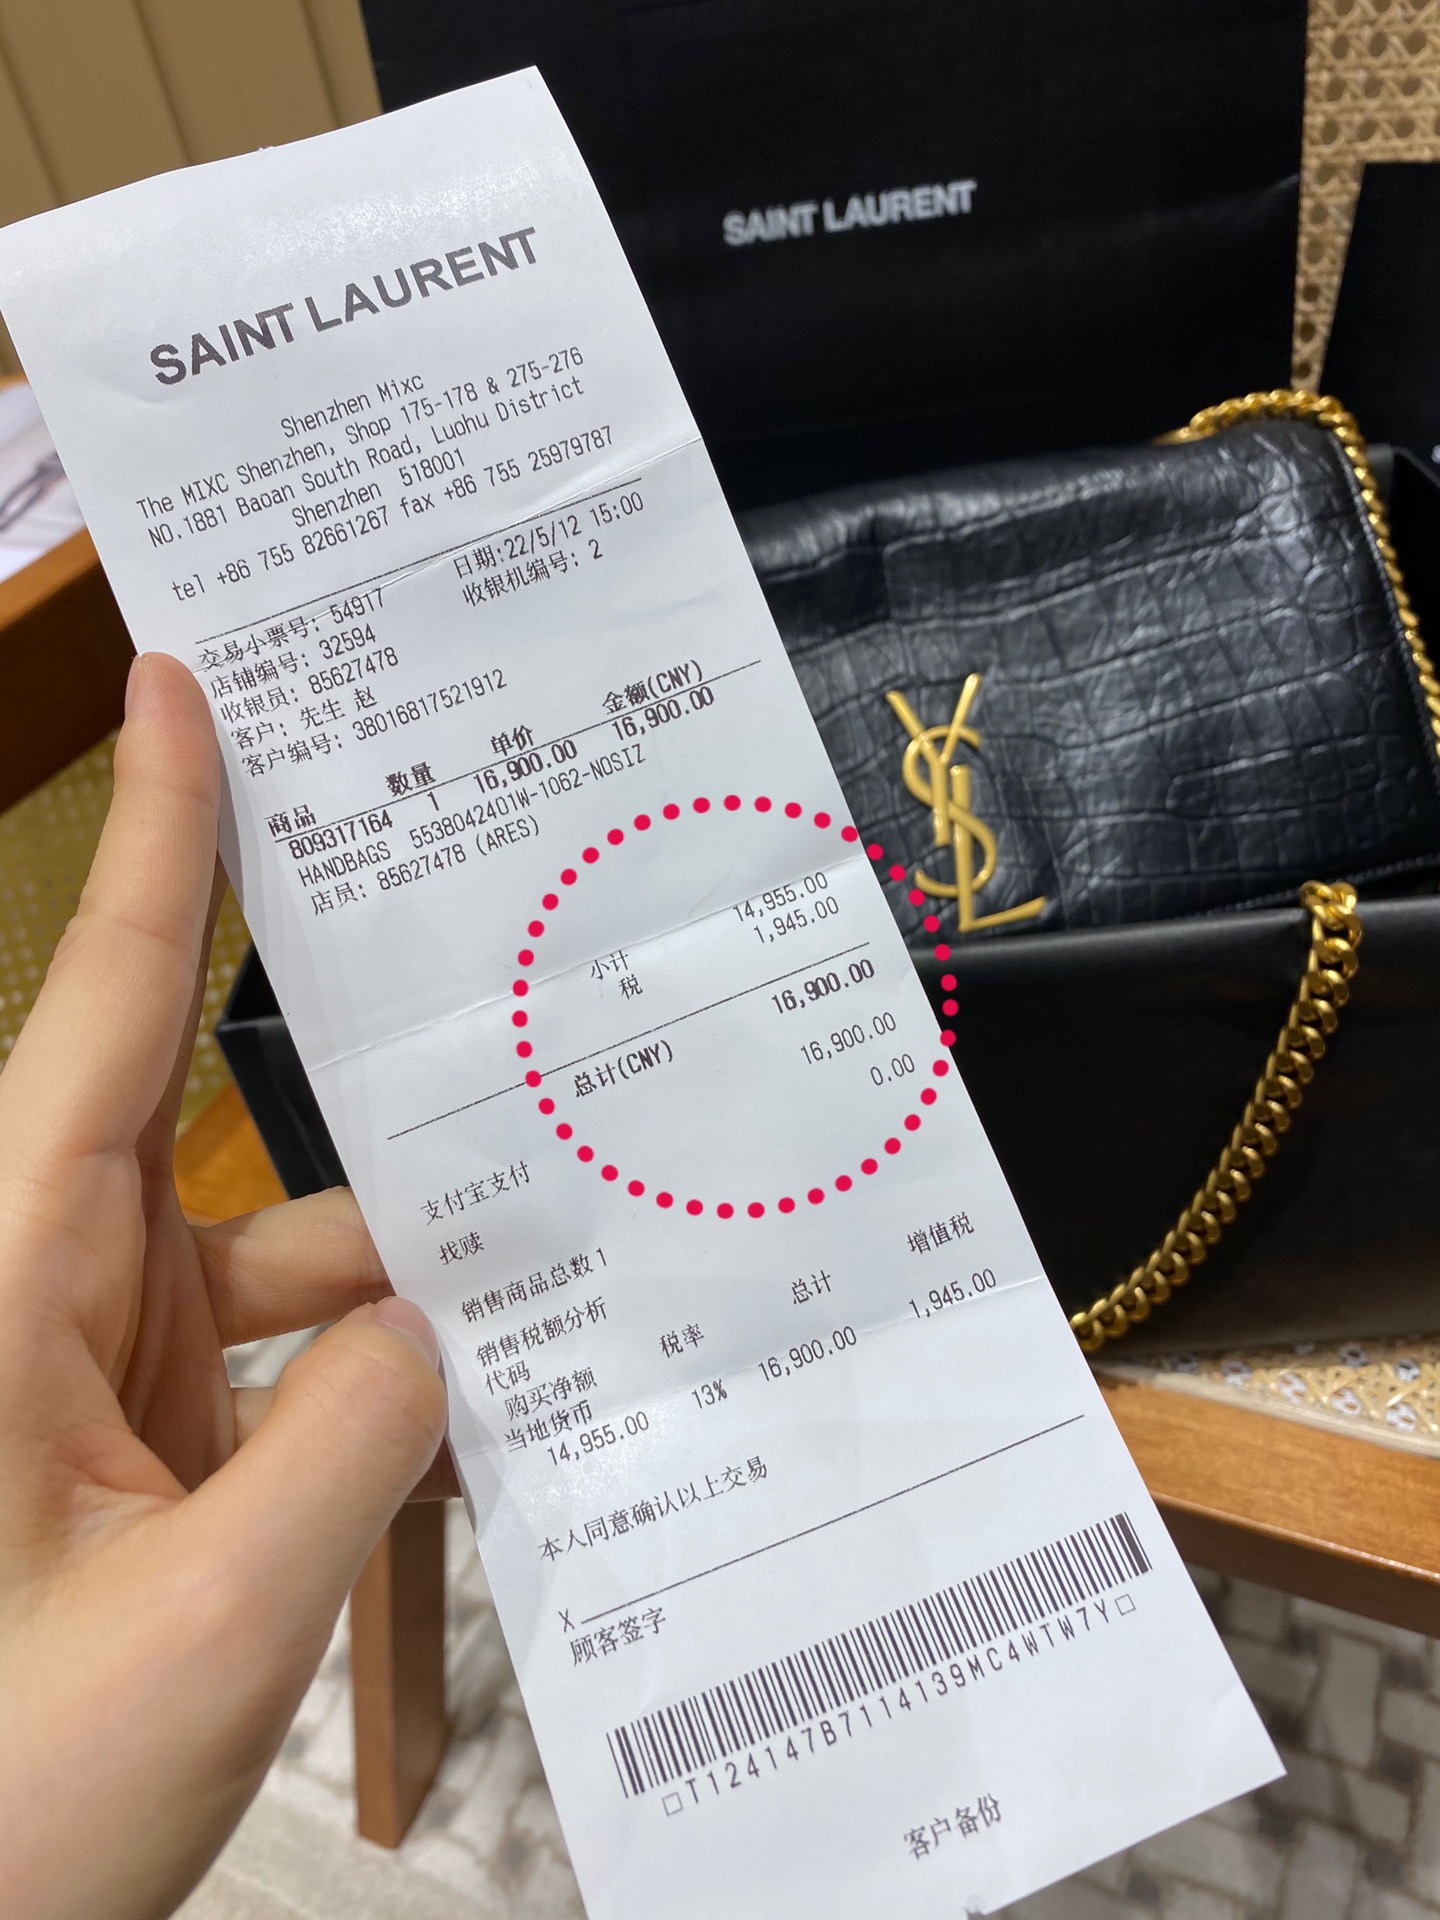 SAINT LAURENT
Shenzhen Mixc
The MIXC Shenzhen, Shop 175-178 & 275-276
NO.1881 Baoan South Road, Luohu District
Shenzhen 518001
tel +86 755 82661267 fax +86 755 25979787
日期:22/5/12 15:00
交易小票号: 54917 收银机编号: 2
店铺编号: 32594
收银员: 85627478
客户: 先生 赵
客户编号: 38016817521912
商品 数量 单价 金额(CNY)
809317164 1 16,900.00 16,900.00
HANDBAGS 5538042401W-1062-NOSIZ
店员: 85627478 (ARES)
小计 14,955.00
税 1,945.00
总计(CNY) 16,900.00
支付宝支付 16,900.00
找赎 0.00
销售商品总数 1
销售税额分析
代码 税率 总计 增值税
购买净额
当地货币
14,955.00 13% 16,900.00 1,945.00
本人同意确认以上交易
X
顾客签字
□T124147B7114139MC4WTW7Y□
客户备份
SAINT LAURENT
YSL